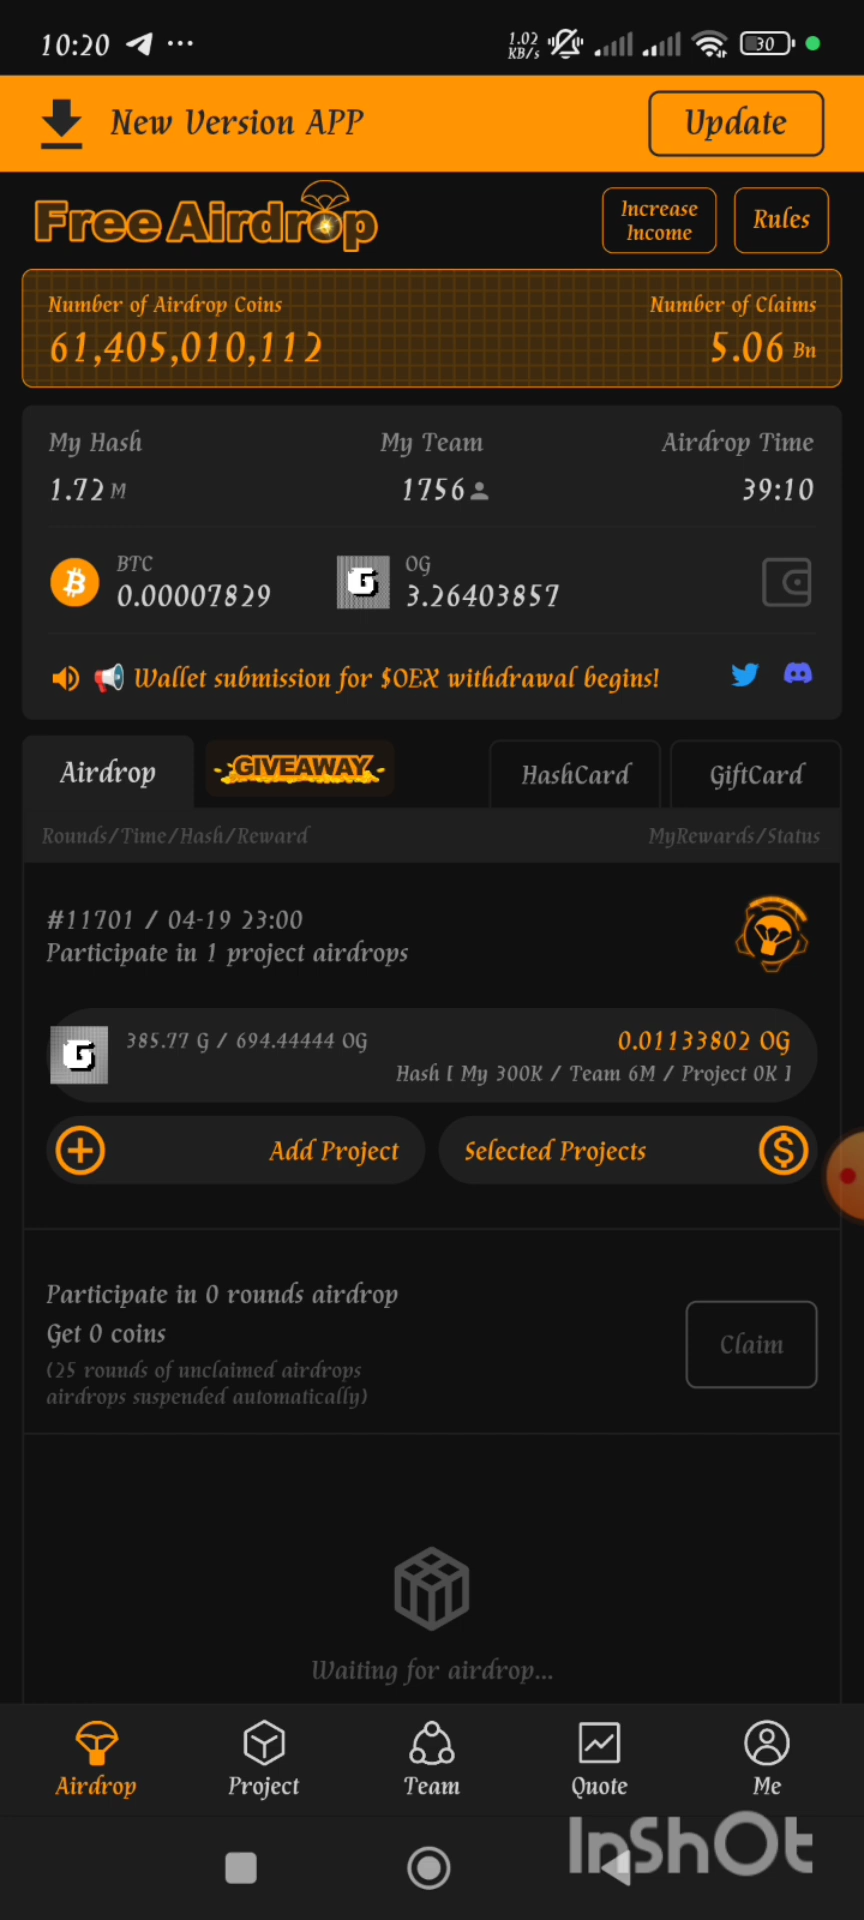 10:20
1.02 KB/s
30
New Version APP
Update
Free Airdrop
Increase
Income
Rules
Number of Airdrop Coins
Number of Claims
61,405,010,112
5.06 Bn
My Hash
My Team
Airdrop Time
1.72 M
1756
39:10
BTC
0.00007829
OG
3.26403857
Wallet submission for $OEX withdrawal begins!
Airdrop
GIVEAWAY
HashCard
GiftCard
Rounds/Time/Hash/Reward
MyRewards/Status
#11701 / 04-19 23:00
Participate in 1 project airdrops
G
385.77 G / 694.44444 OG
0.01133802 OG
Hash [ My 300K / Team 6M / Project 0K ]
Add Project
Selected Projects
Participate in 0 rounds airdrop
Get 0 coins
(25 rounds of unclaimed airdrops
airdrops suspended automatically)
Claim
Waiting for airdrop...
Airdrop
Project
Team
Quote
Me
InShOt